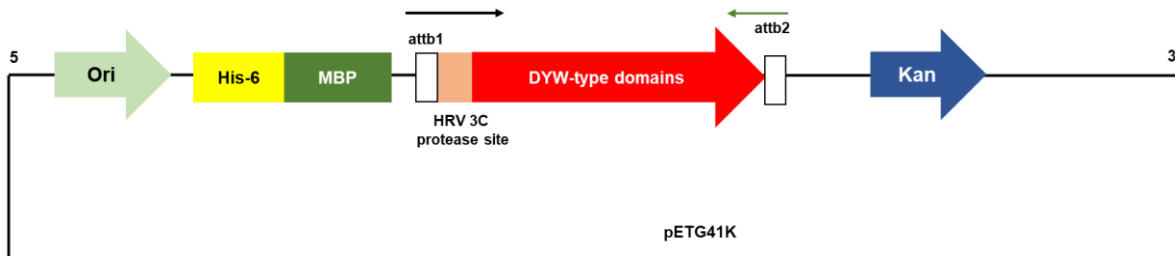 5
attb1
attb2
3
Ori
His-6
MBP
DYW-type domains
Kan
HRV 3C
protease site
pETG41K